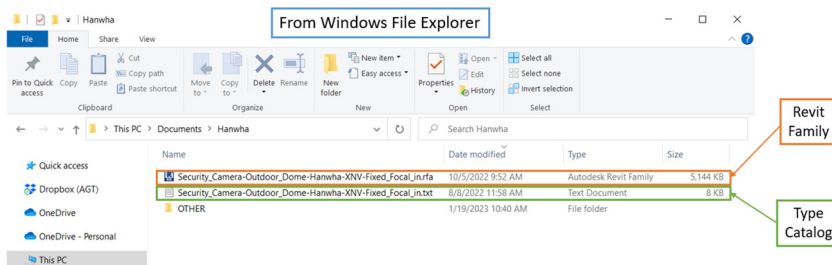 Hanwha
From Windows File Explorer
File Home Share View
Pin to Quick access
Copy
Paste
Cut
Copy path
Paste shortcut
Clipboard
Move to
Copy to
Delete
Rename
Organize
New folder
New item
Easy access
New
Properties
Open
Edit
History
Open
Select all
Select none
Invert selection
Select
This PC > Documents > Hanwha
Search Hanwha
Name Date modified Type Size
Security_Camera-Outdoor_Dome-Hanwha-XNV-Fixed_Focal_in.rfa 10/5/2022 9:52 AM Autodesk Revit Family 5,144 KB
Security_Camera-Outdoor_Dome-Hanwha-XNV-Fixed_Focal_in.txt 8/8/2022 11:58 AM Text Document 8 KB
OTHER 1/19/2023 10:40 AM File folder
Quick access
Dropbox (AGT)
OneDrive
OneDrive - Personal
This PC
Revit
Family
Type
Catalog